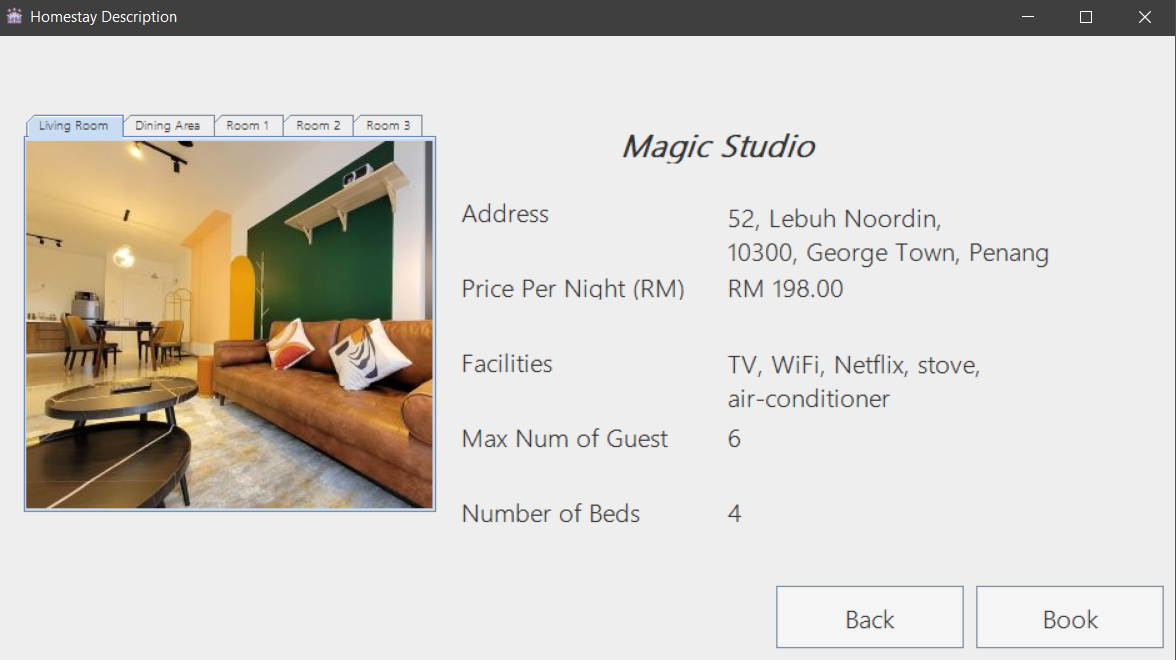 Homestay Description
Living Room
Dining Area
Room 1
Room 2
Room 3
Magic Studio
Address
52, Lebuh Noordin,
10300, George Town, Penang
Price Per Night (RM)
RM 198.00
Facilities
TV, WiFi, Netflix, stove,
air-conditioner
Max Num of Guest
6
Number of Beds
4
Back
Book